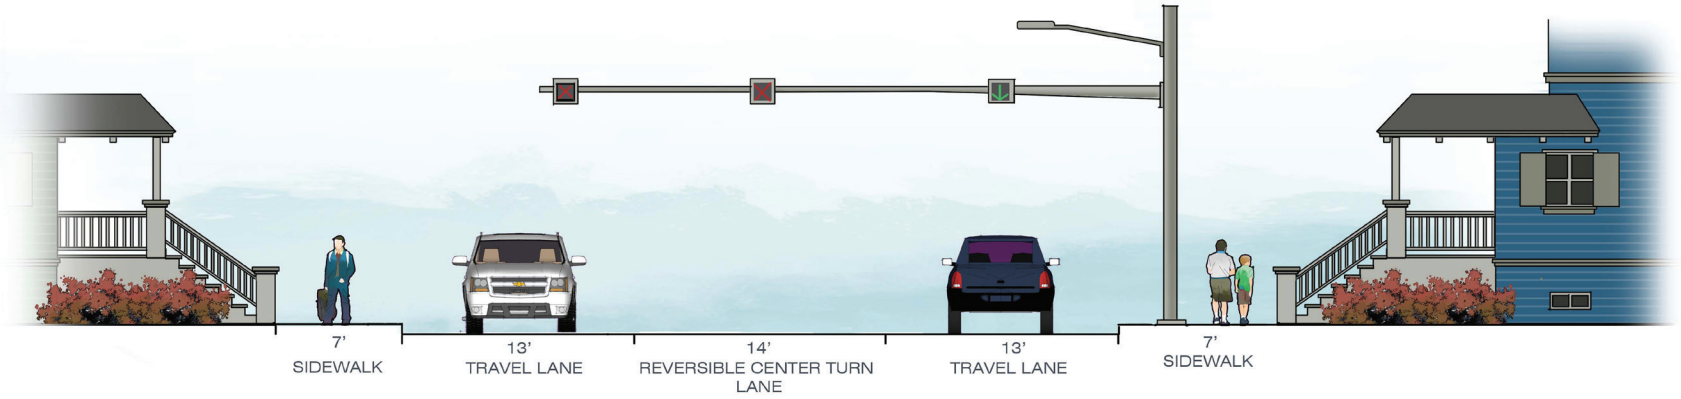 7'
SIDEWALK
13'
TRAVEL LANE
14'
REVERSIBLE CENTER TURN
LANE
13'
TRAVEL LANE
7'
SIDEWALK